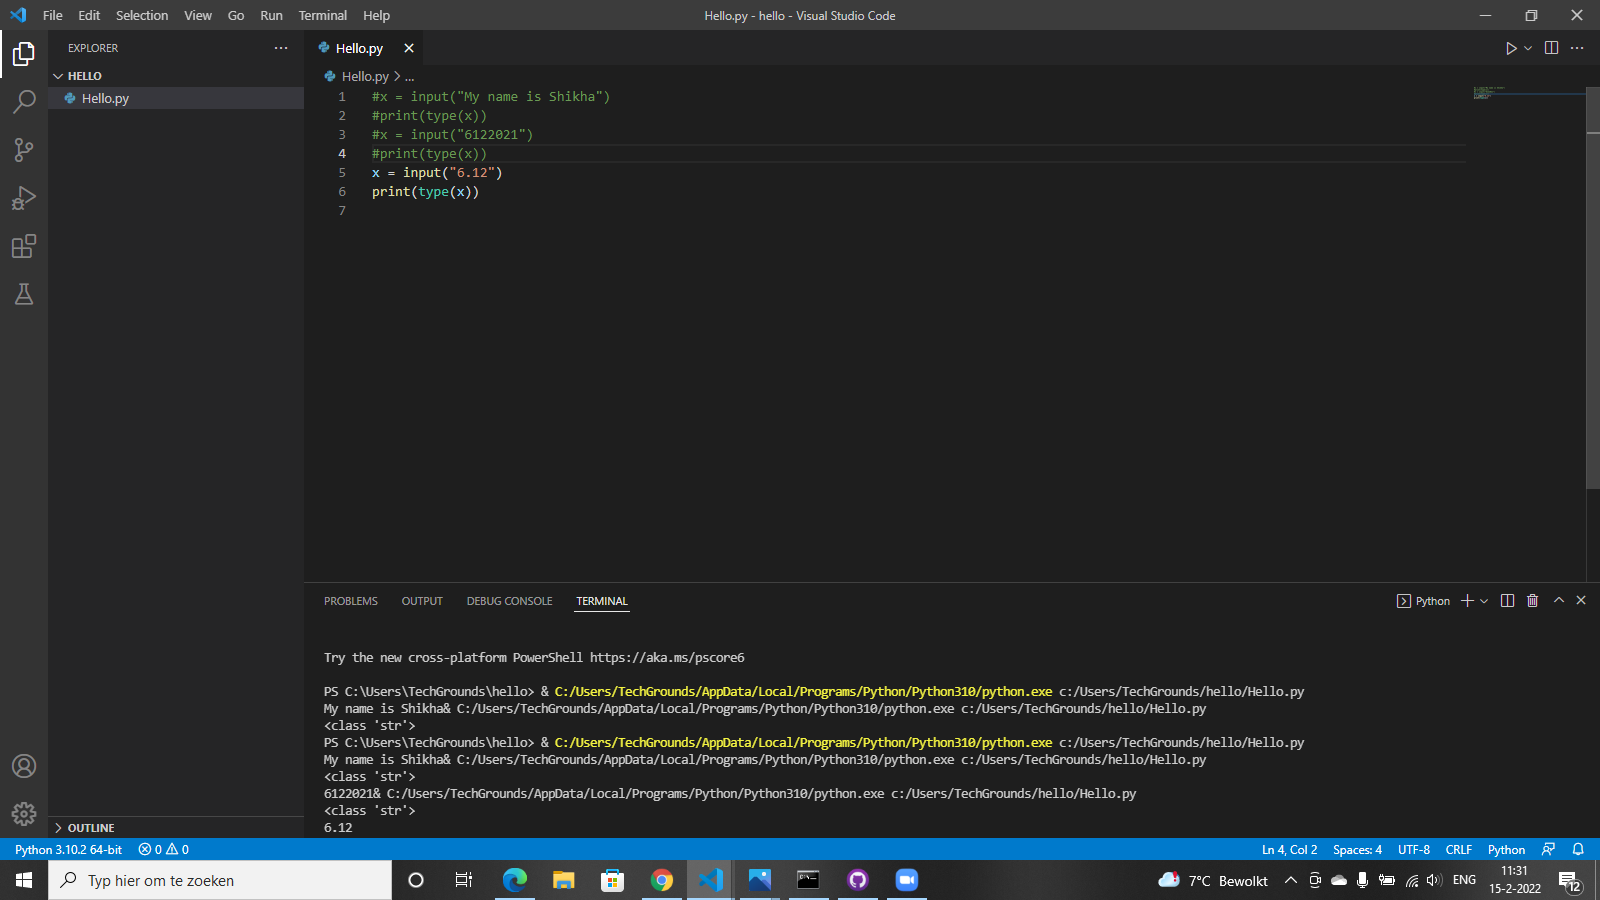 File Edit Selection View Go Run Terminal Help
Hello.py - hello - Visual Studio Code
EXPLORER
HELLO
Hello.py
Hello.py
Hello.py > ...
1 #x = input("My name is Shikha")
2 #print(type(x))
3 #x = input("6122021")
4 #print(type(x))
5 x = input("6.12")
6 print(type(x))
7
PROBLEMS OUTPUT DEBUG CONSOLE TERMINAL
Python
Try the new cross-platform PowerShell https://aka.ms/pscore6
PS C:\Users\TechGrounds\hello> & C:/Users/TechGrounds/AppData/Local/Programs/Python/Python310/python.exe c:/Users/TechGrounds/hello/Hello.py
My name is Shikha& C:/Users/TechGrounds/AppData/Local/Programs/Python/Python310/python.exe c:/Users/TechGrounds/hello/Hello.py
<class 'str'>
PS C:\Users\TechGrounds\hello> & C:/Users/TechGrounds/AppData/Local/Programs/Python/Python310/python.exe c:/Users/TechGrounds/hello/Hello.py
My name is Shikha& C:/Users/TechGrounds/AppData/Local/Programs/Python/Python310/python.exe c:/Users/TechGrounds/hello/Hello.py
<class 'str'>
6122021& C:/Users/TechGrounds/AppData/Local/Programs/Python/Python310/python.exe c:/Users/TechGrounds/hello/Hello.py
<class 'str'>
6.12
OUTLINE
Python 3.10.2 64-bit 0 0 Ln 4, Col 2 Spaces: 4 UTF-8 CRLF Python
Typ hier om te zoeken
7°C Bewolkt
ENG
11:31
15-2-2022
12